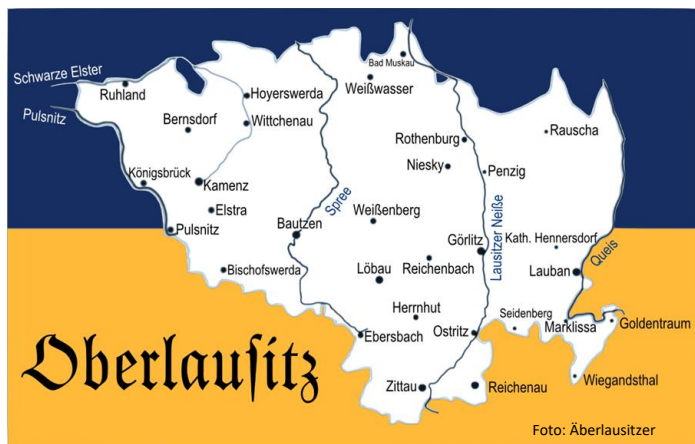 Bad Muskau
Schwarze Elster
Ruhland
Hoyerswerda
Weißwasser
Pulsnitz
Bernsdorf
Wittchenau
Rothenburg
Rauscha
Niesky
Penzig
Königsbrück
Kamenz
Spree
Elstra
Weißenberg
Pulsnitz
Bautzen
Görlitz
Lausitzer Neiße
Kath. Hennersdorf
Queis
Bischofswerda
Löbau
Reichenbach
Lauban
Herrnhut
Seidenberg
Goldentraum
Ebersbach
Ostritz
Marklissa
Oberlauſitz
Zittau
Reichenau
Wiegandsthal
Foto: Äberlausitzer